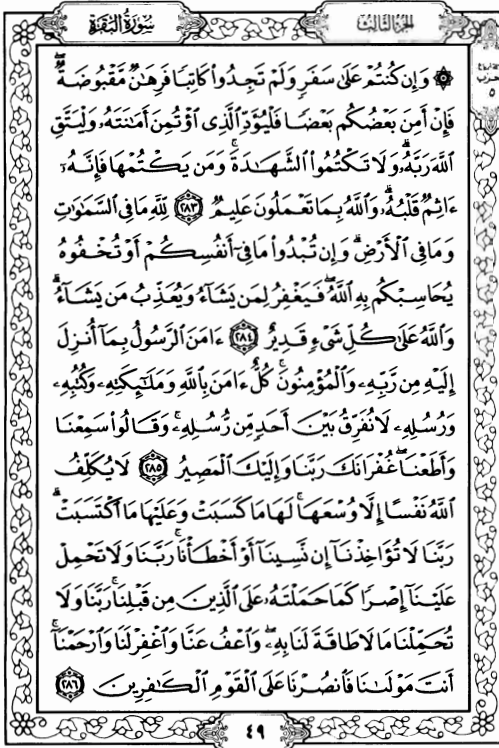 سُورَةُ البَقَرَةِ
الجزء الثالث
۞ وَإِن كُنتُمْ عَلَىٰ سَفَرٍ وَلَمْ تَجِدُوا۟ كَاتِبًا فَرِهَـٰنٌ مَّقْبُوضَةٌ ۖ
فَإِنْ أَمِنَ بَعْضُكُم بَعْضًا فَلْيُؤَدِّ ٱلَّذِى ٱؤْتُمِنَ أَمَـٰنَتَهُۥ وَلْيَتَّقِ
ٱللَّهَ رَبَّهُۥ ۗ وَلَا تَكْتُمُوا۟ ٱلشَّهَـٰدَةَ ۚ وَمَن يَكْتُمْهَا فَإِنَّهُۥٓ
ءَاثِمٌ قَلْبُهُۥ ۗ وَٱللَّهُ بِمَا تَعْمَلُونَ عَلِيمٌ ٢٨٣ لِّلَّهِ مَا فِى ٱلسَّمَـٰوَٰتِ
وَمَا فِى ٱلْأَرْضِ ۗ وَإِن تُبْدُوا۟ مَا فِىٓ أَنفُسِكُمْ أَوْ تُخْفُوهُ
يُحَاسِبْكُم بِهِ ٱللَّهُ ۖ فَيَغْفِرُ لِمَن يَشَآءُ وَيُعَذِّبُ مَن يَشَآءُ ۗ
وَٱللَّهُ عَلَىٰ كُلِّ شَىْءٍ قَدِيرٌ ٢٨٤ ءَامَنَ ٱلرَّسُولُ بِمَآ أُنزِلَ
إِلَيْهِ مِن رَّبِّهِۦ وَٱلْمُؤْمِنُونَ ۚ كُلٌّ ءَامَنَ بِٱللَّهِ وَمَلَـٰٓئِكَتِهِۦ وَكُتُبِهِۦ
وَرُسُلِهِۦ لَا نُفَرِّقُ بَيْنَ أَحَدٍ مِّن رُّسُلِهِۦ ۚ وَقَالُوا۟ سَمِعْنَا
وَأَطَعْنَا ۖ غُفْرَانَكَ رَبَّنَا وَإِلَيْكَ ٱلْمَصِيرُ ٢٨٥ لَا يُكَلِّفُ
ٱللَّهُ نَفْسًا إِلَّا وُسْعَهَا ۚ لَهَا مَا كَسَبَتْ وَعَلَيْهَا مَا ٱكْتَسَبَتْ ۗ
رَبَّنَا لَا تُؤَاخِذْنَآ إِن نَّسِينَآ أَوْ أَخْطَأْنَا ۚ رَبَّنَا وَلَا تَحْمِلْ
عَلَيْنَآ إِصْرًا كَمَا حَمَلْتَهُۥ عَلَى ٱلَّذِينَ مِن قَبْلِنَا ۚ رَبَّنَا وَلَا
تُحَمِّلْنَا مَا لَا طَاقَةَ لَنَا بِهِۦ ۖ وَٱعْفُ عَنَّا وَٱغْفِرْ لَنَا وَٱرْحَمْنَآ ۚ
أَنتَ مَوْلَىٰنَا فَٱنصُرْنَا عَلَى ٱلْقَوْمِ ٱلْكَـٰفِرِينَ ٢٨٦
٤٩